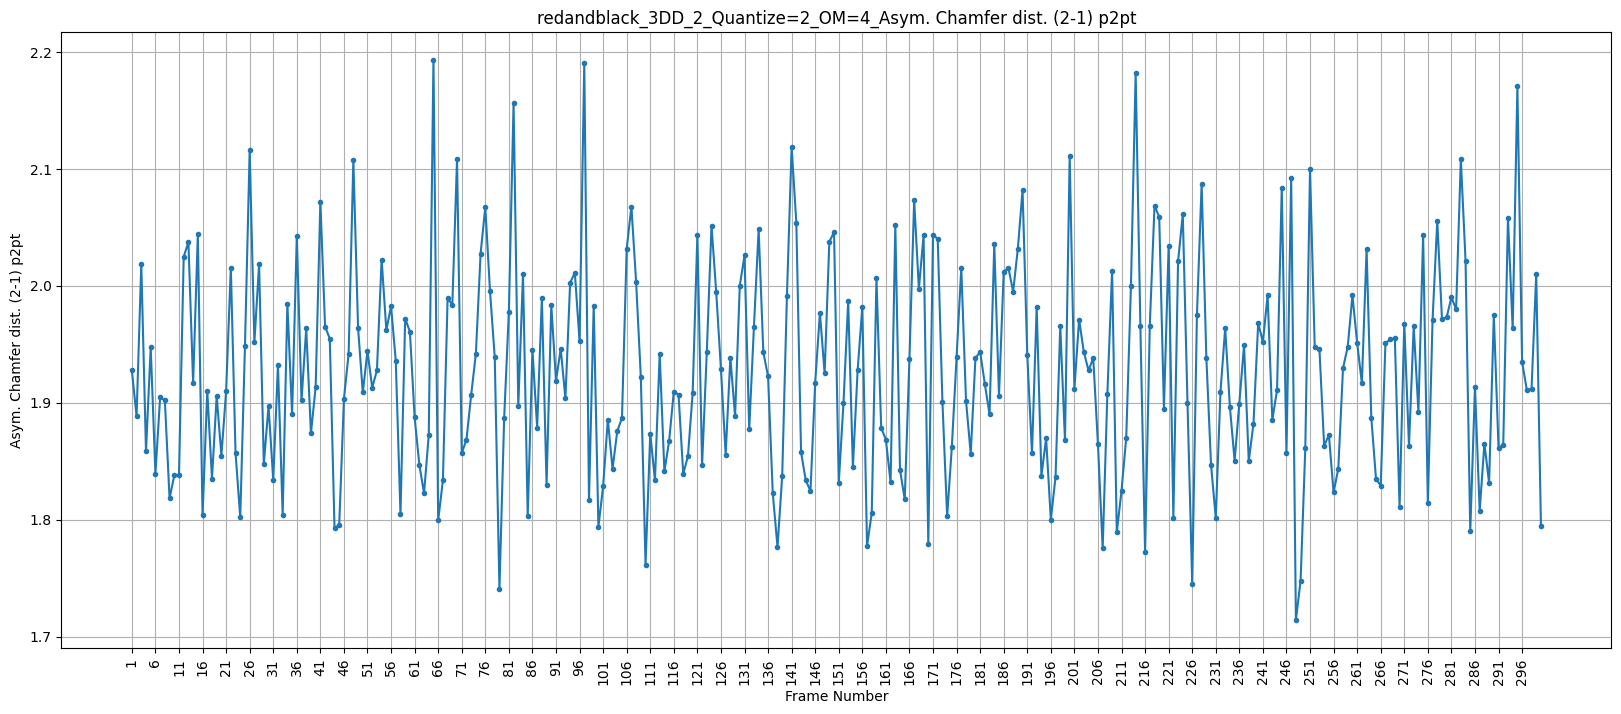 redandblack_3DD_2_Quantize=2_OM=4_Asym. Chamfer dist. (2-1) p2pt
Asym. Chamfer dist. (2-1) p2pt
2.2
2.1
2.0
1.9
1.8
1.7
1 6 11 16 21 26 31 36 41 46 51 56 61 66 71 76 81 86 91 96 101 106 111 116 121 126 131 136 141 146 151 156 161 166 171 176 181 186 191 196 201 206 211 216 221 226 231 236 241 246 251 256 261 266 271 276 281 286 291 296
Frame Number